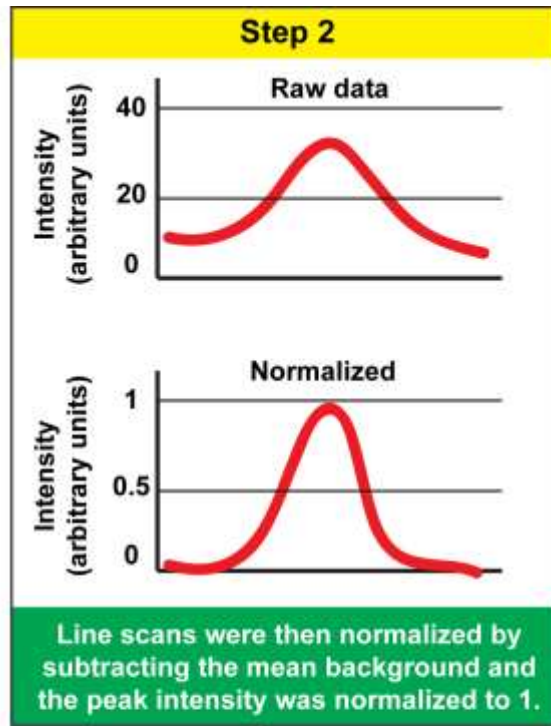 Step 2
Raw data
Intensity
(arbitrary units)
40
20
0
Normalized
Intensity
(arbitrary units)
1
0.5
0
Line scans were then normalized by
subtracting the mean background and
the peak intensity was normalized to 1.